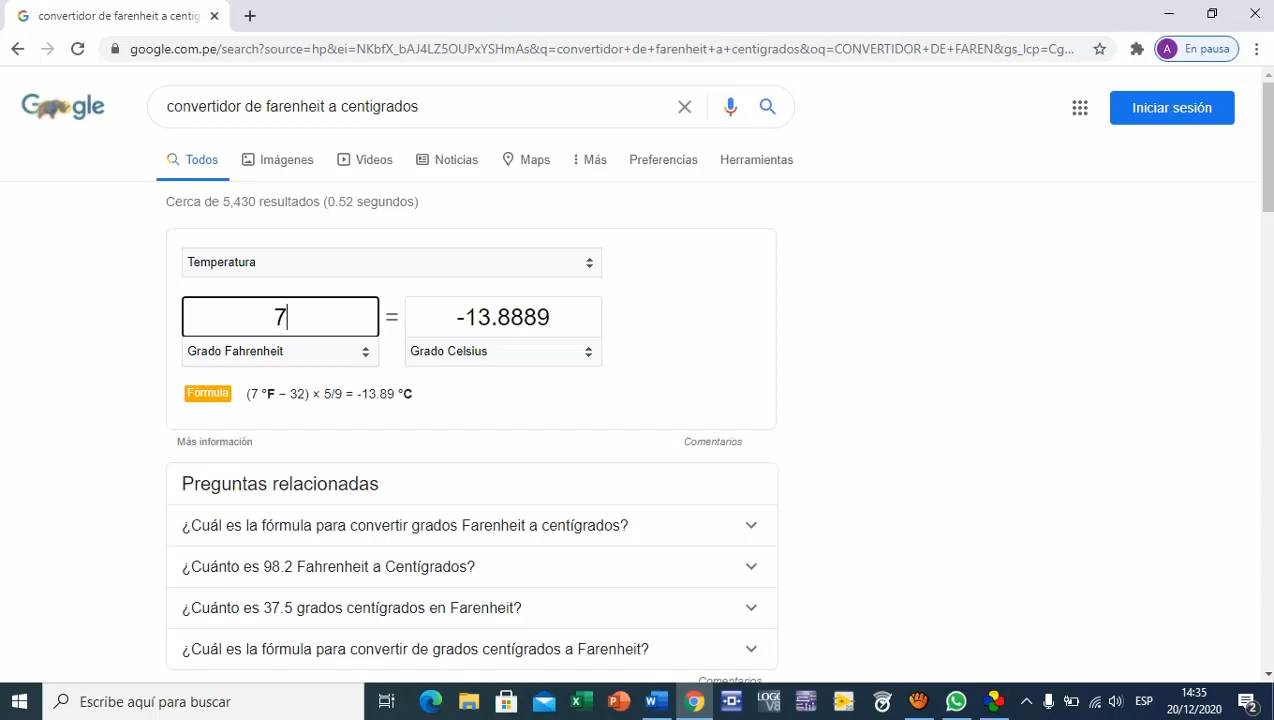 convertidor de farenheit a centig
En pausa
google.com.pe/search?source=hp&ei=NKbfX_bAJ4LZ5OUPxYSHmAs&q=convertidor+de+farenheit+a+centigrados&oq=CONVERTIDOR+DE+FAREN&gs_lcp=Cg...
A
Google
convertidor de farenheit a centigrados
Iniciar sesión
Todos
Imágenes
Videos
Noticias
Maps
Más
Preferencias
Herramientas
Cerca de 5,430 resultados (0.52 segundos)
Temperatura
7 = -13.8889
Grado Fahrenheit
Grado Celsius
Fórmula (7 °F − 32) × 5/9 = -13.89 °C
Más información
Comentarios
Preguntas relacionadas
¿Cuál es la fórmula para convertir grados Farenheit a centígrados?
¿Cuánto es 98.2 Fahrenheit a Centígrados?
¿Cuánto es 37.5 grados centígrados en Farenheit?
¿Cuál es la fórmula para convertir de grados centígrados a Farenheit?
Comentarios
Escribe aquí para buscar
ESP
14:35
20/12/2020
2